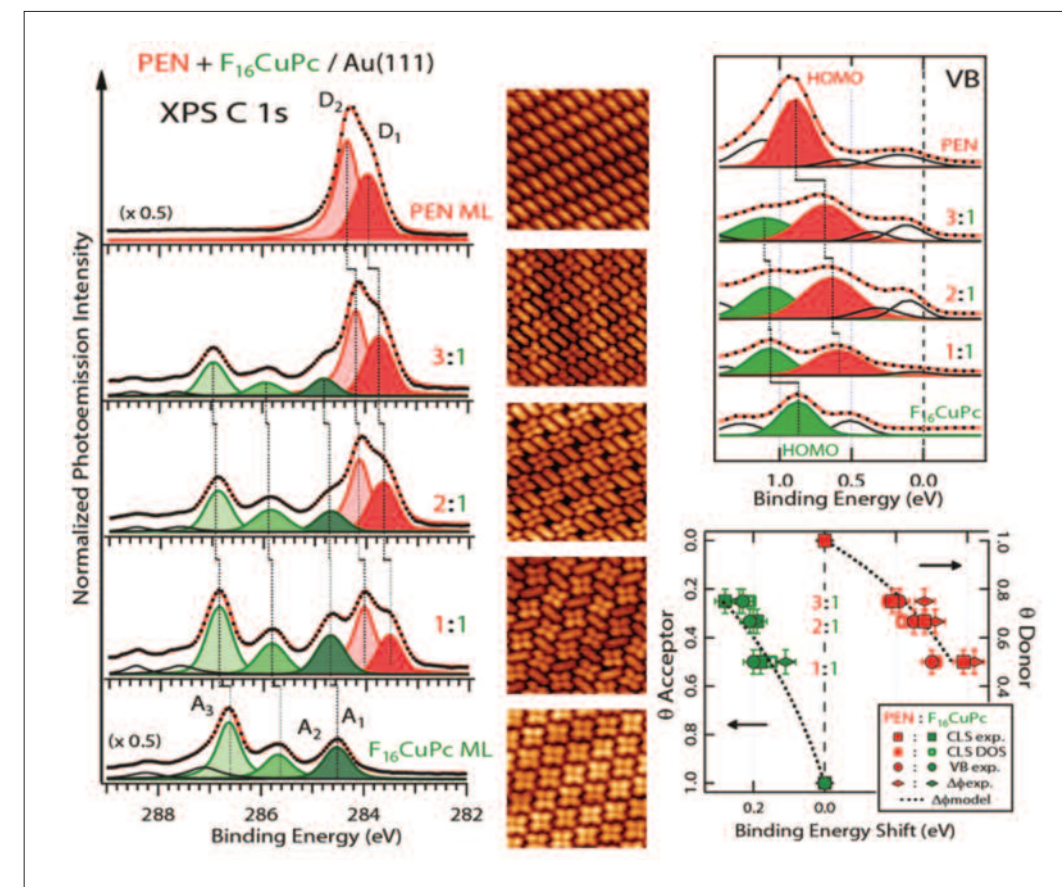 PEN + F₁₆CuPc / Au(111)
XPS C 1s
D₂
D₁
(x 0.5)
PEN ML
3:1
2:1
1:1
A₃
A₂
A₁
(x 0.5)
F₁₆CuPc ML
288
286
284
282
Binding Energy (eV)
Normalized Photoemission Intensity
HOMO
VB
PEN
3:1
2:1
1:1
F₁₆CuPc
HOMO
1.0
0.5
0.0
Binding Energy (eV)
0.0
0.2
0.4
0.6
0.8
1.0
θ Acceptor
1.0
0.8
0.6
0.4
θ Donor
3:1
2:1
1:1
PEN : F₁₆CuPc
: CLS exp.
: CLS DOS
: VB exp.
: Δϕexp.
Δϕmodel
0.2
0.0
Binding Energy Shift (eV)